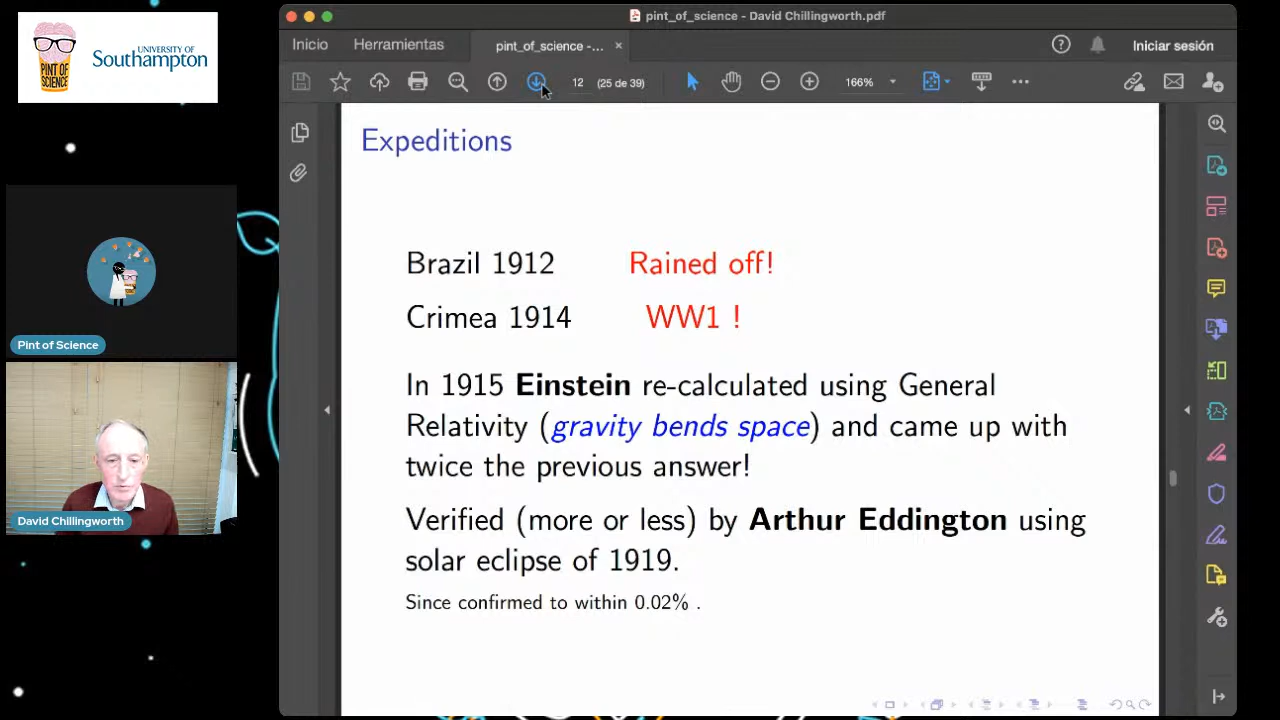 PINT OF SCIENCE
UNIVERSITY OF
Southampton
pint_of_science - David Chillingworth.pdf
Inicio
Herramientas
pint_of_science -...
Iniciar sesión
12
(25 de 39)
166%
Expeditions
Brazil 1912 Rained off!
Crimea 1914 WW1 !
In 1915 Einstein re-calculated using General
Relativity (gravity bends space) and came up with
twice the previous answer!
Verified (more or less) by Arthur Eddington using
solar eclipse of 1919.
Since confirmed to within 0.02% .
Pint of Science
David Chillingworth